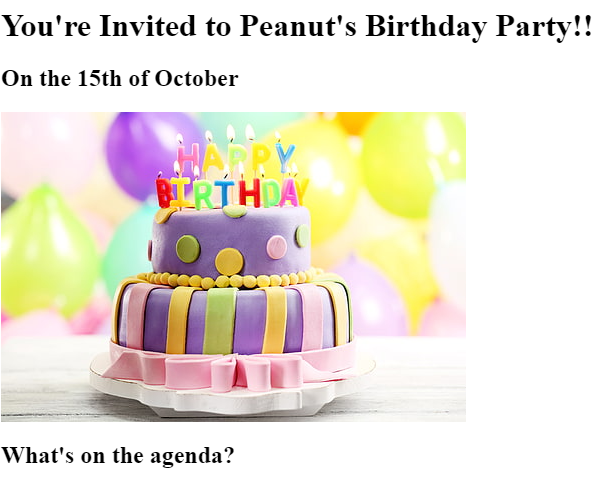 You're Invited to Peanut's Birthday Party!!
On the 15th of October
HAPPY
BIRTHDAY
What's on the agenda?